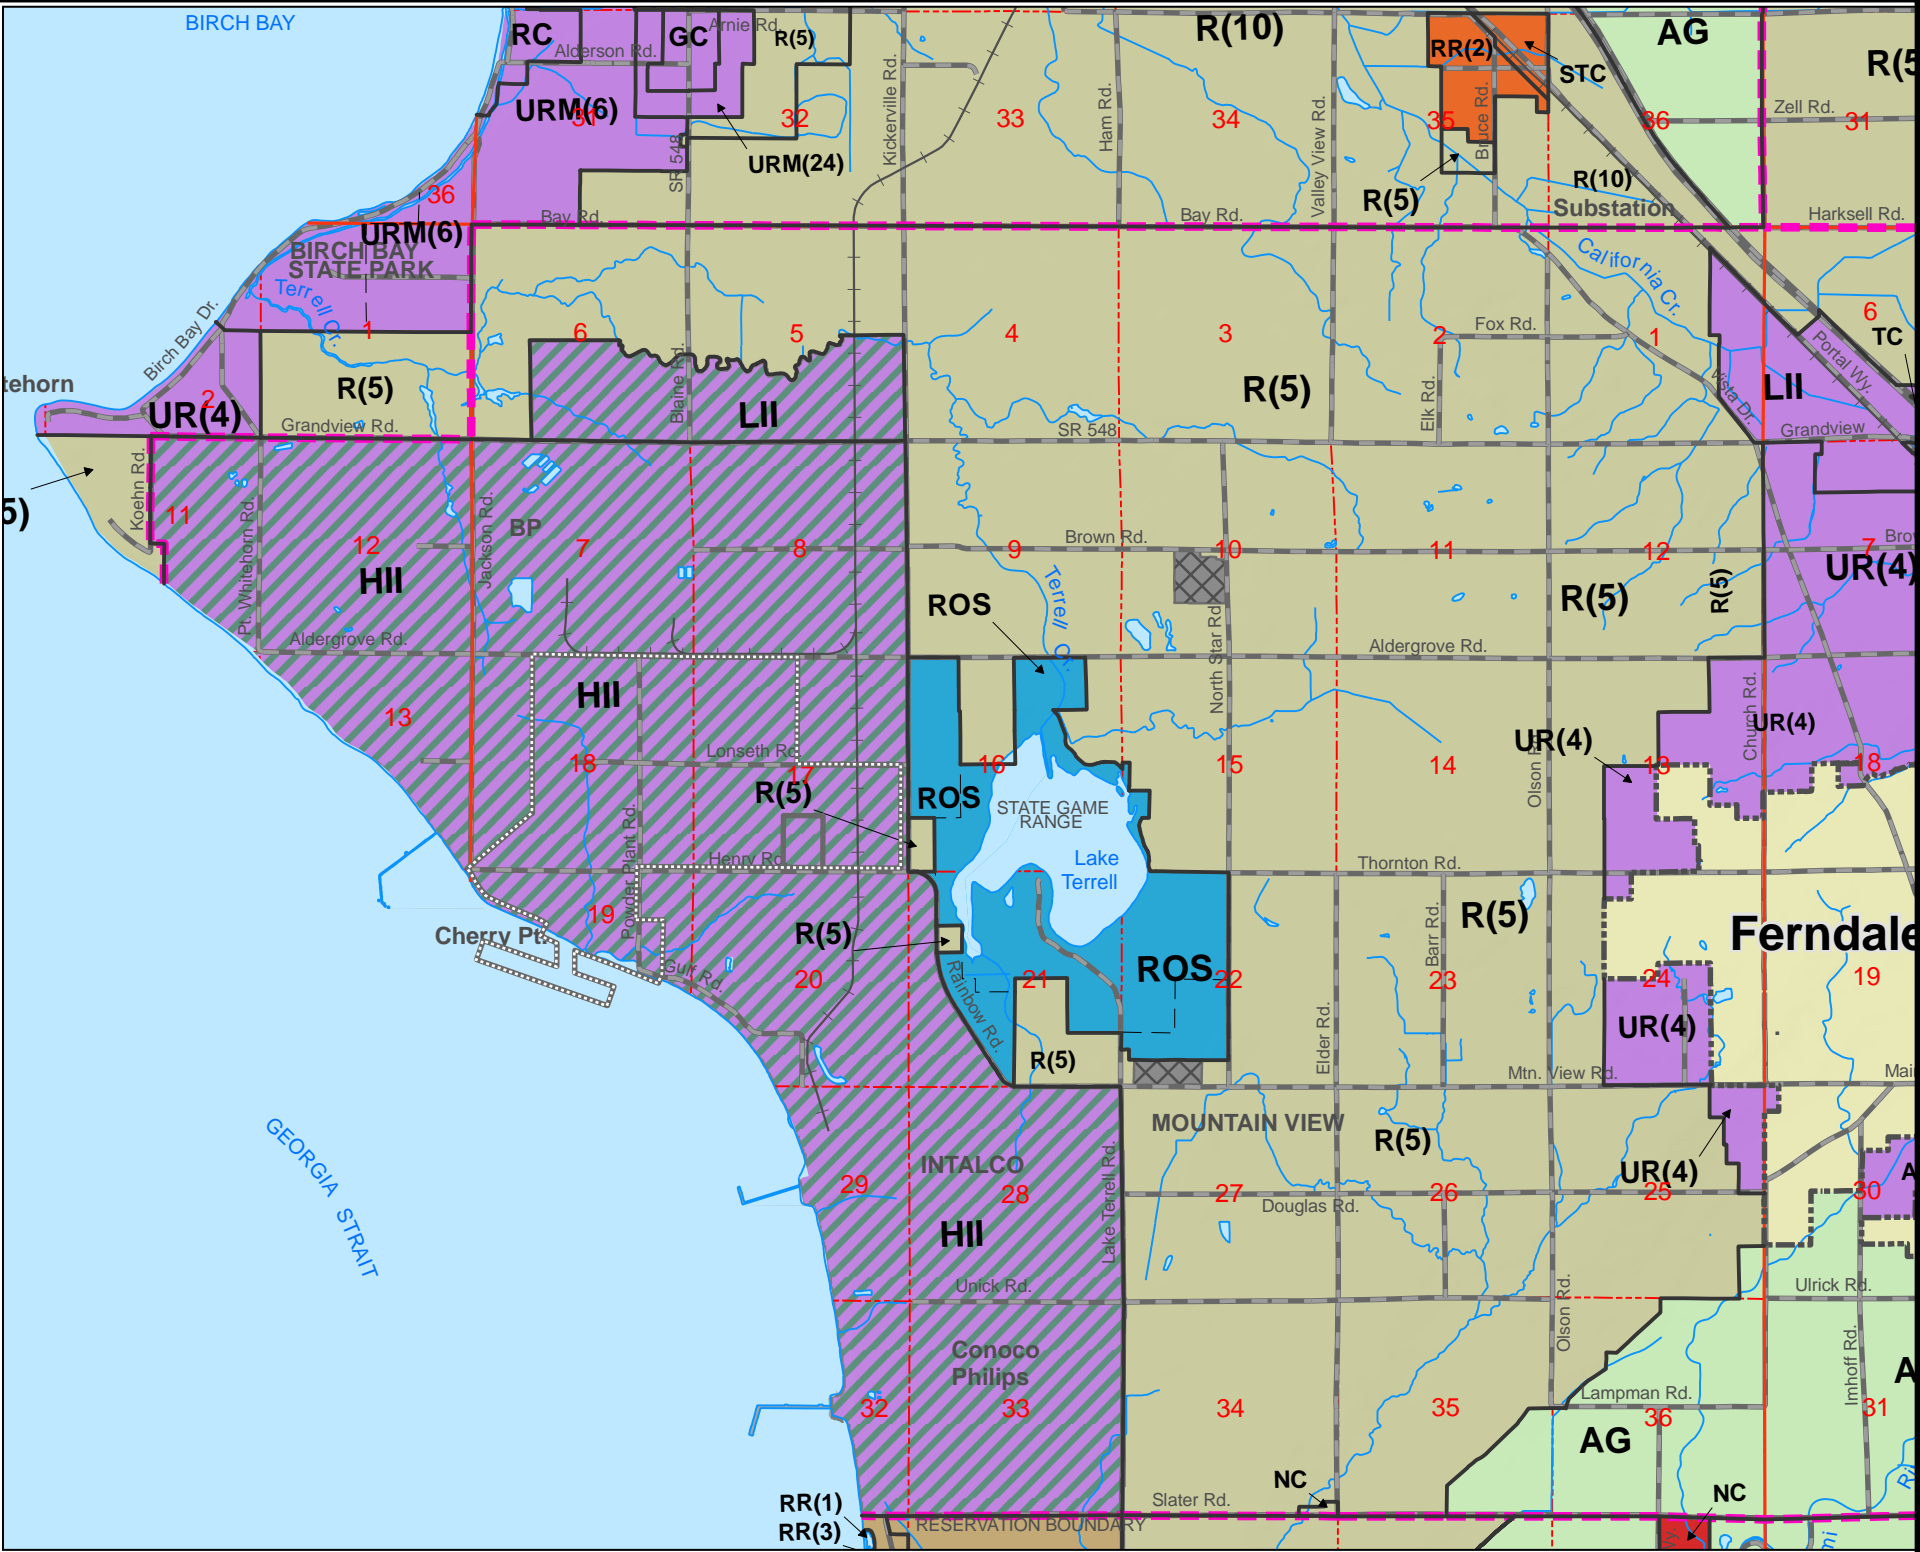 BIRCH BAY
RC
Alderson Rd.
GC
Arnie Rd.
R(5)
R(10)
RR(2)
STC
AG
R(5
URM(6)
31
32
33
34
35
36
31
Zell Rd.
URM(24)
SR 548
Kickerville Rd.
Ham Rd.
Valley View Rd.
Bruce Rd.
R(5)
R(10)
Substation
36
URM(6)
Bay Rd.
Bay Rd.
Harksell Rd.
BIRCH BAY
STATE PARK
Terrell Cr.
Birch Bay Dr.
California Cr.
1
6
5
4
3
2
1
6
Fox Rd.
TC
Portal Wy.
Vista Dr.
LII
tehorn
2
UR(4)
R(5)
Grandview Rd.
Blaine Rd.
LII
R(5)
Elk Rd.
SR 548
Grandview
5)
Koehn Rd.
11
Pt. Whitehorn Rd.
12
HII
Jackson Rd.
BP
7
8
9
Brown Rd.
10
11
12
7
Bro
UR(4)
R(5)
R(5)
ROS
Terrell Cr.
North Star Rd.
Aldergrove Rd.
Aldergrove Rd.
HII
13
18
Lonseth Rd.
17
R(5)
16
ROS
STATE GAME
RANGE
15
14
Olson Rd.
UR(4)
13
Church Rd.
UR(4)
18
Powder Plant Rd.
Henry Rd.
Lake
Terrell
Thornton Rd.
19
Cherry Pt.
Gulf Rd.
R(5)
20
Rainbow Rd.
21
ROS
22
R(5)
Barr Rd.
23
R(5)
24
UR(4)
Ferndale
19
Elder Rd.
Mtn. View Rd.
Mai
GEORGIA STRAIT
MOUNTAIN VIEW
R(5)
INTALCO
29
28
HII
Lake Terrell Rd.
27
Douglas Rd.
26
UR(4)
25
30
A
Unick Rd.
Ulrick Rd.
Olson Rd.
Conoco
Philips
32
33
34
35
Lampman Rd.
36
Imhoff Rd.
31
A
AG
NC
NC
Slater Rd.
RR(1)
RR(3)
RESERVATION BOUNDARY
Ri
mi